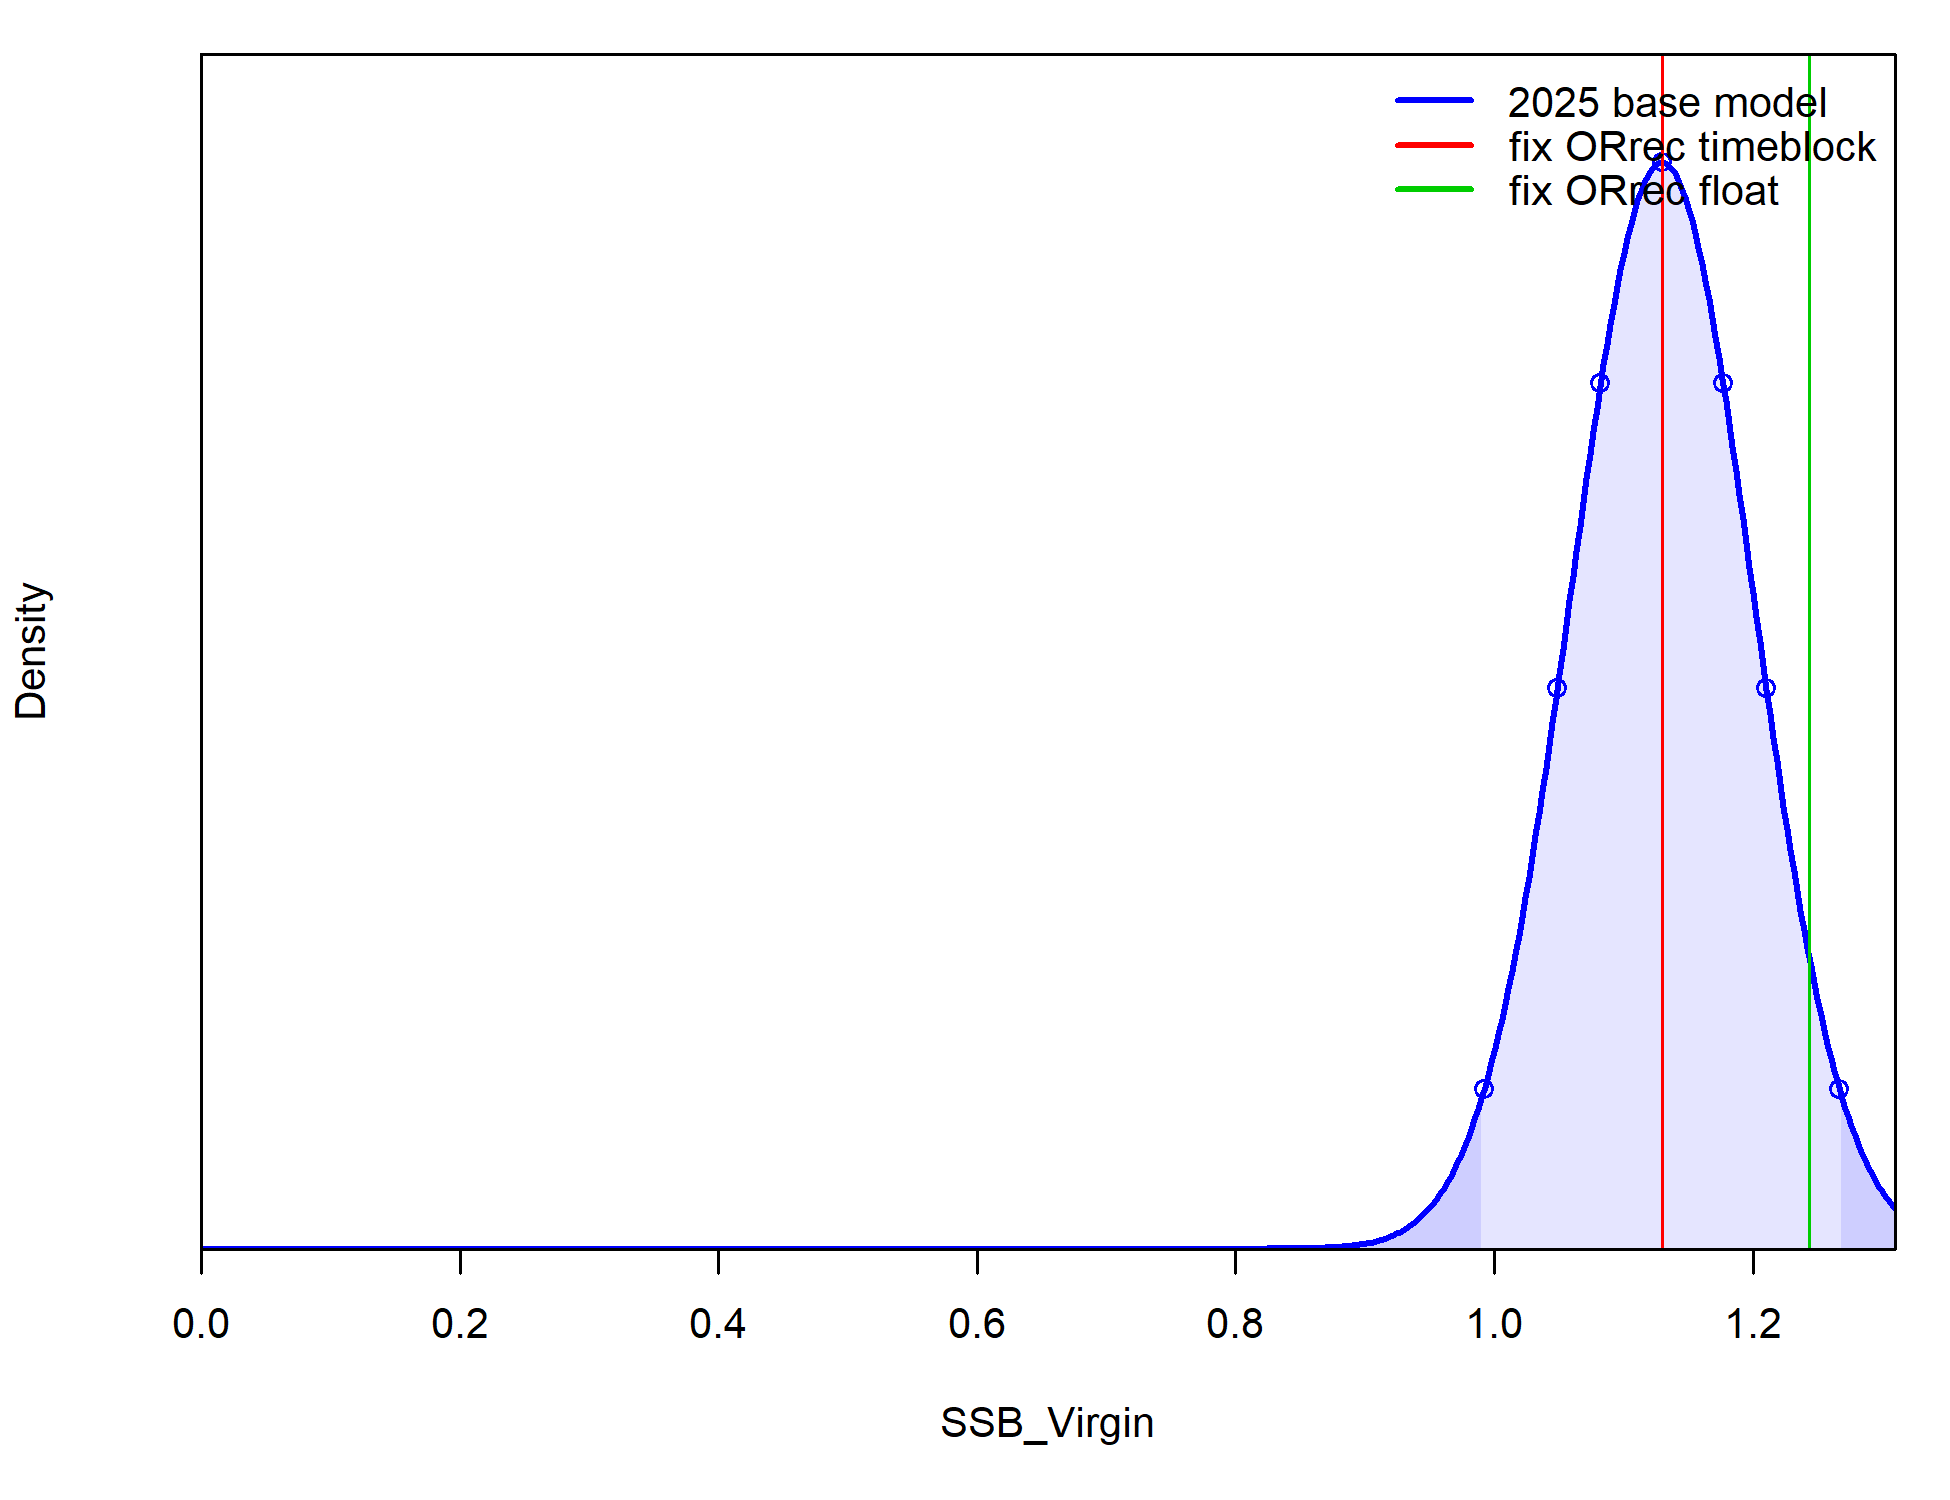 2025 base model
fix ORrec timeblock
fix ORrec float
Density
0.0 0.2 0.4 0.6 0.8 1.0 1.2
SSB_Virgin